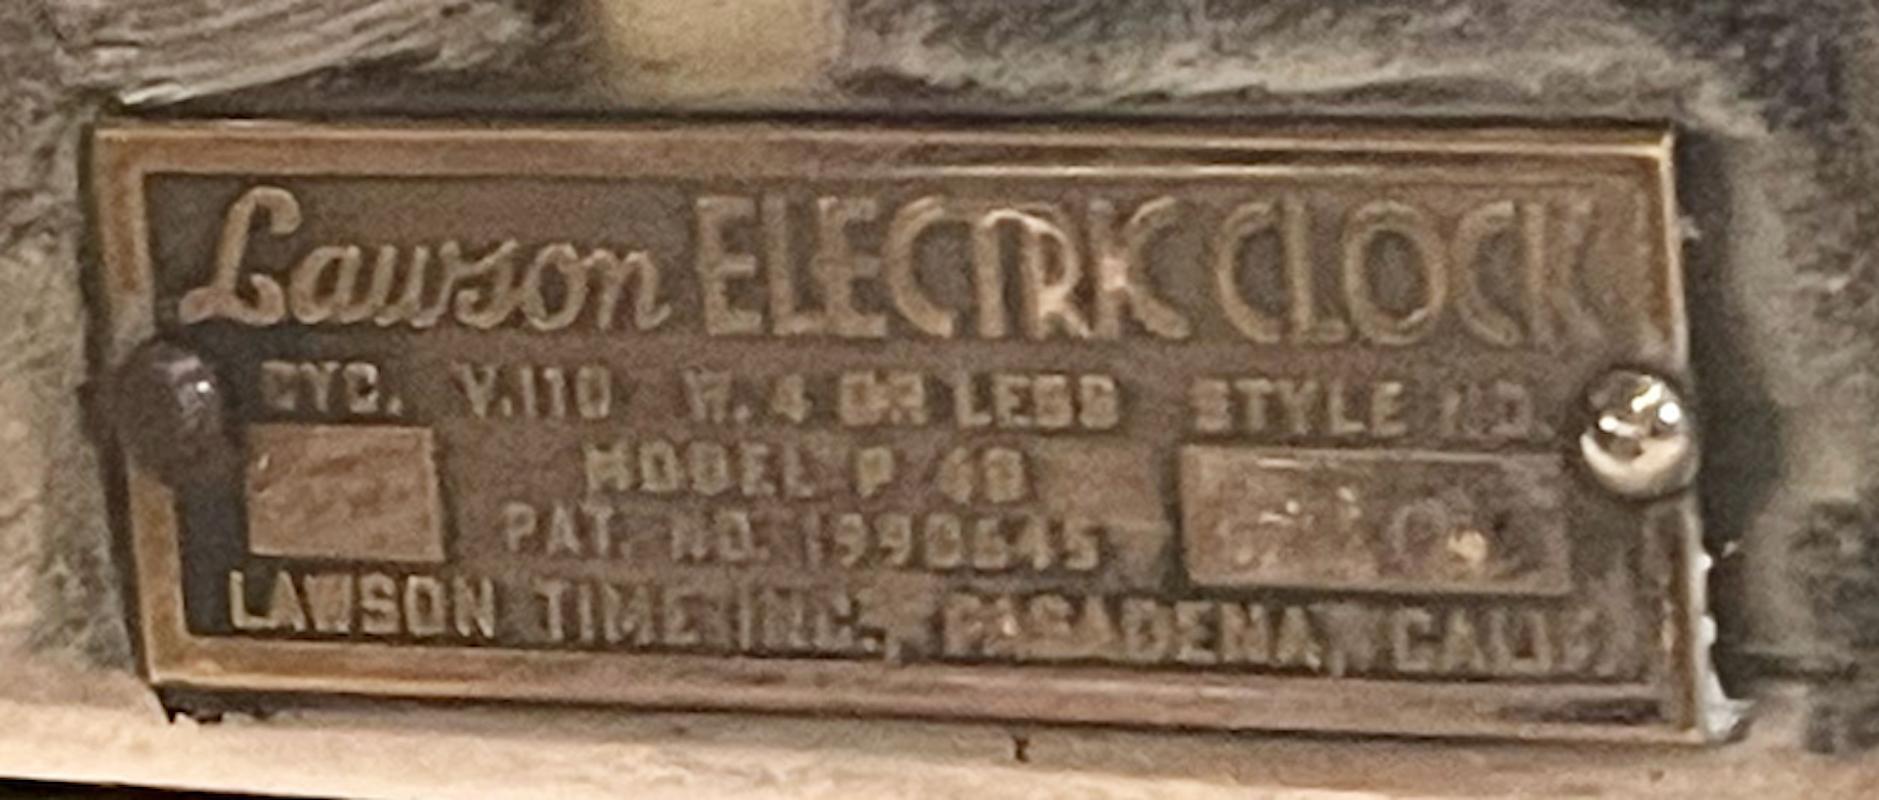 Lawson ELECTRIC CLOCK
CYC. V.110 W. 4 OR LESS STYLE NO.
MODEL P 40
PAT. NO. 1990645
LAWSON TIME INC., PASADENA, CALIF.